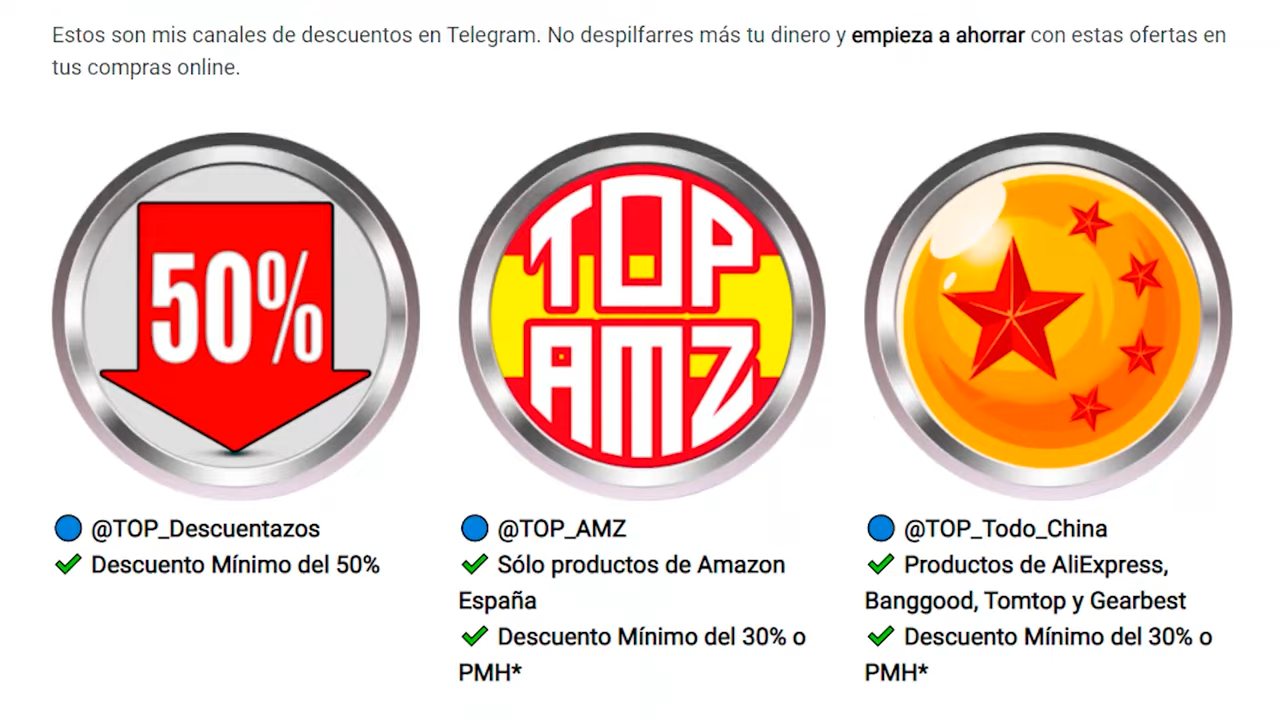 Estos son mis canales de descuentos en Telegram. No despilfarres más tu dinero y empieza a ahorrar con estas ofertas en
tus compras online.
50%
TOP
AMZ
@TOP_Descuentazos
✔ Descuento Mínimo del 50%
@TOP_AMZ
✔ Sólo productos de Amazon
España
✔ Descuento Mínimo del 30% o
PMH*
@TOP_Todo_China
✔ Productos de AliExpress,
Banggood, Tomtop y Gearbest
✔ Descuento Mínimo del 30% o
PMH*